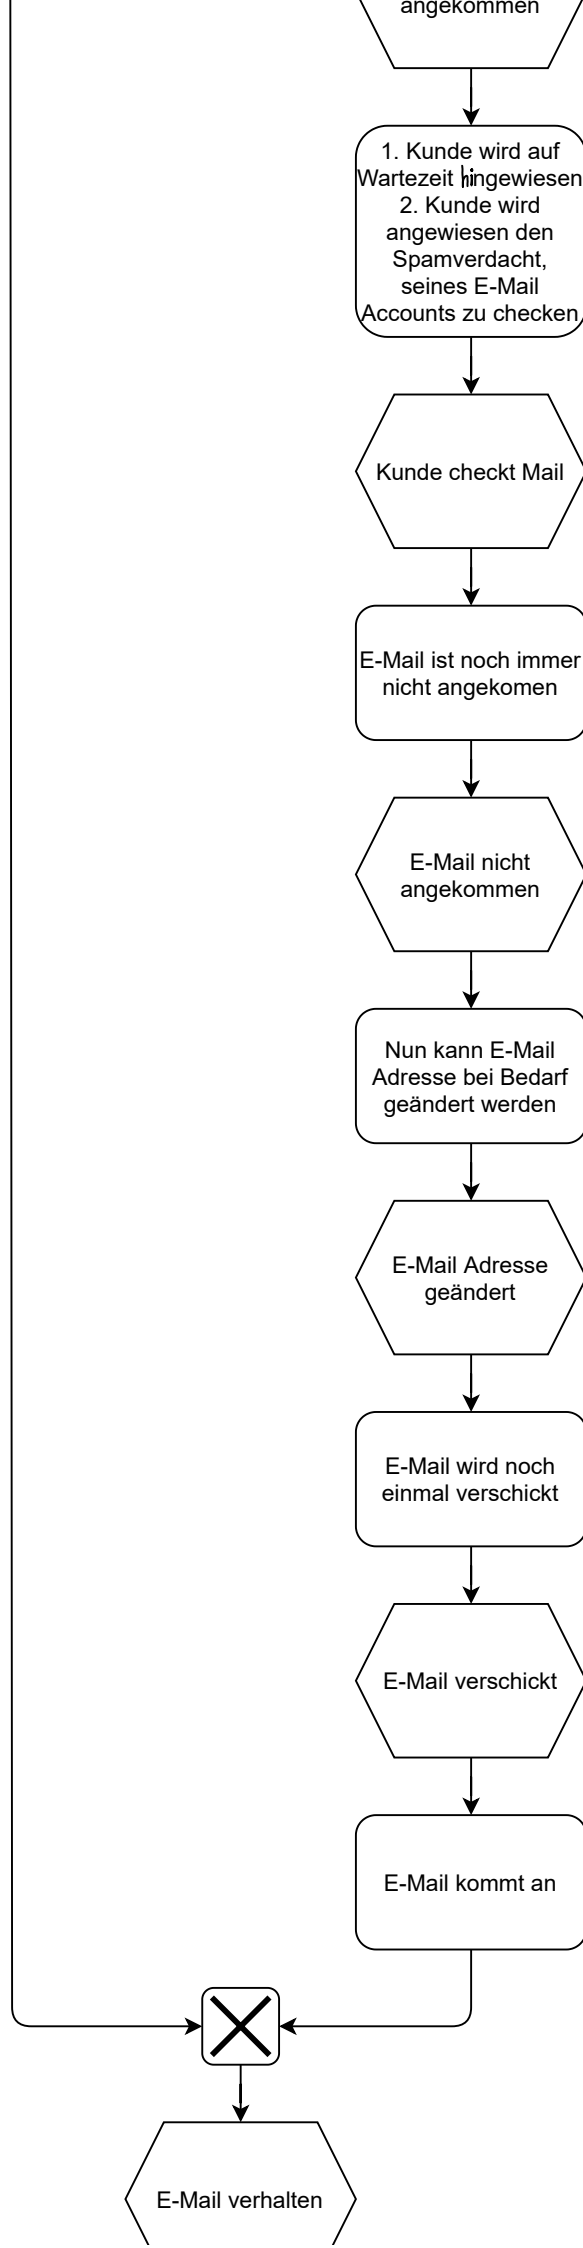 angekommen
1. Kunde wird auf
Wartezeit hingewiesen
2. Kunde wird
angewiesen den
Spamverdacht,
seines E-Mail
Accounts zu checken
Kunde checkt Mail
E-Mail ist noch immer
nicht angekomen
E-Mail nicht
angekommen
Nun kann E-Mail
Adresse bei Bedarf
geändert werden
E-Mail Adresse
geändert
E-Mail wird noch
einmal verschickt
E-Mail verschickt
E-Mail kommt an
E-Mail verhalten